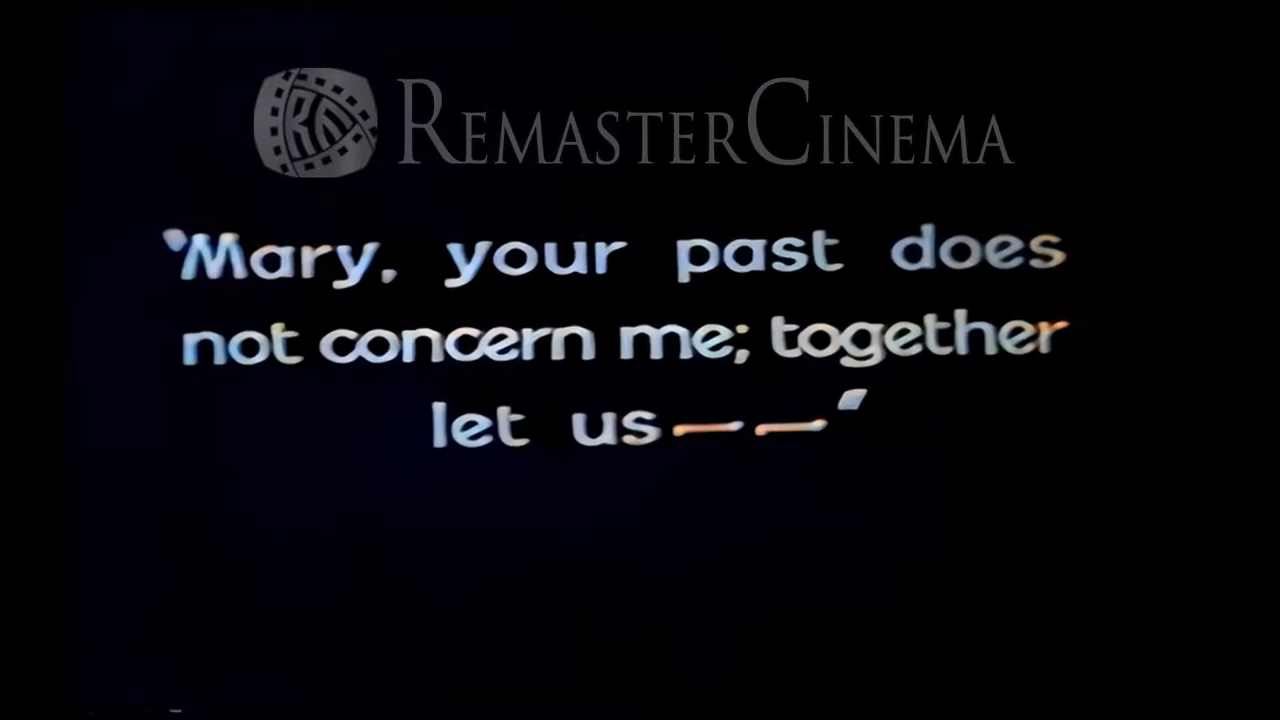 REMASTERCINEMA
"Mary, your past does
not concern me; together
let us——"